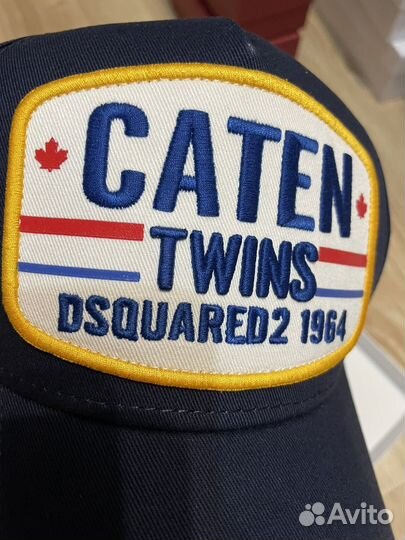 CATEN
TWINS
DSQUARED2 1964
Avito